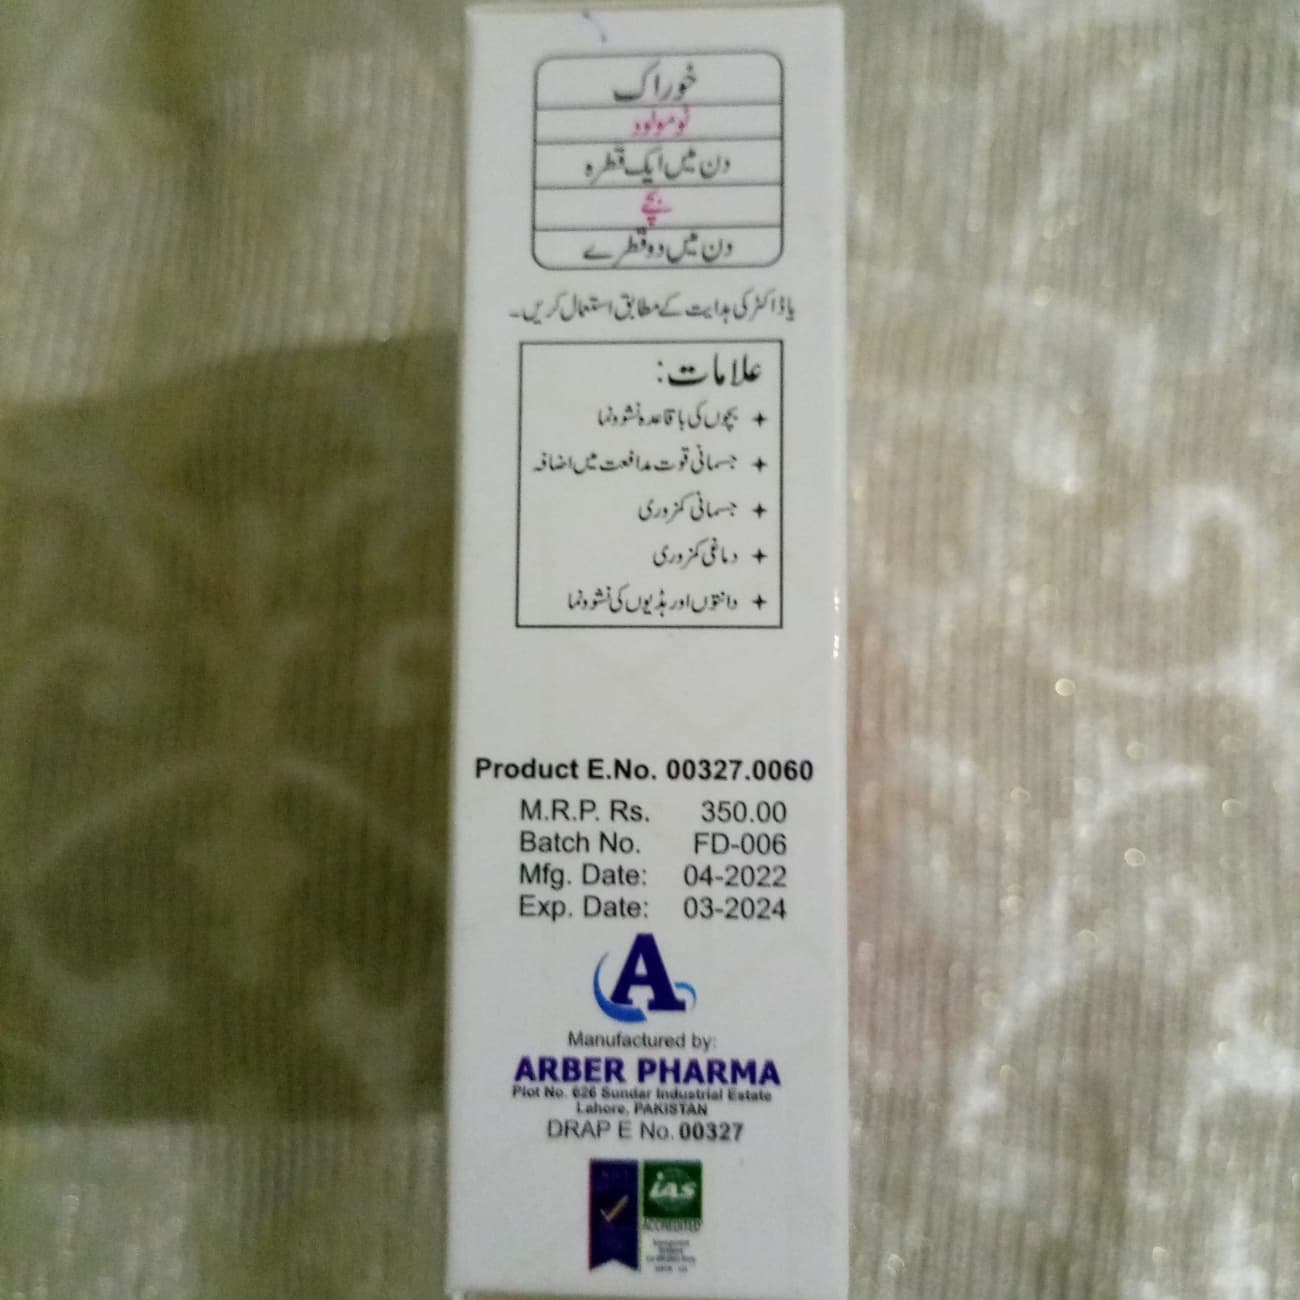 خوراک
نومولود
دن میں ایک قطرہ
بچے
دن میں دو قطرے
یا ڈاکٹر کی ہدایت کے مطابق استعمال کریں۔
علامات:
+ بچوں کی باقاعدہ نشوونما
+ جسمانی قوت مدافعت میں اضافہ
+ جسمانی کمزوری
+ دماغی کمزوری
+ دانتوں اور ہڈیوں کی نشوونما
Product E.No. 00327.0060
M.R.P. Rs. 350.00
Batch No. FD-006
Mfg. Date: 04-2022
Exp. Date: 03-2024
A
Manufactured by:
ARBER PHARMA
Plot No. 626 Sundar Industrial Estate
Lahore, PAKISTAN
DRAP E No. 00327
ias
ACCREDITED